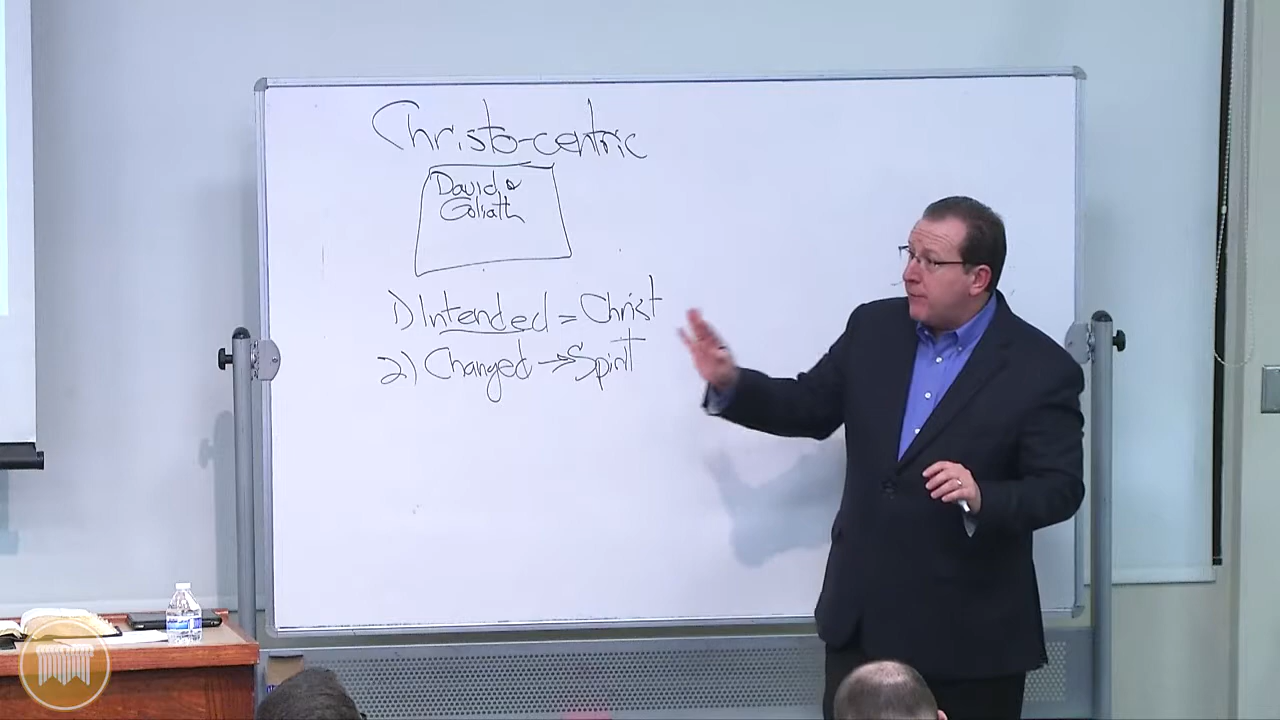 Christo-centric
David &
Goliath
1) Intended = Christ
2) Changed → Spirit